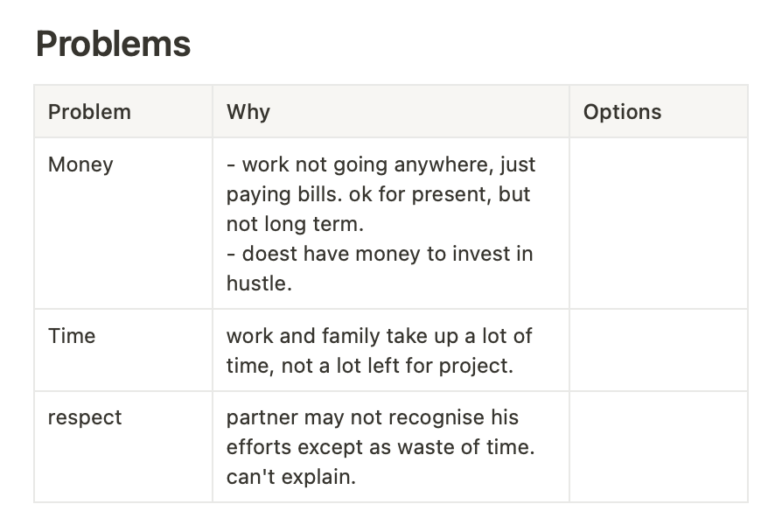 Problems
Problem Why Options
Money
- work not going anywhere, just
paying bills. ok for present, but
not long term.
- doest have money to invest in
hustle.
Time
work and family take up a lot of
time, not a lot left for project.
respect
partner may not recognise his
efforts except as waste of time.
can't explain.